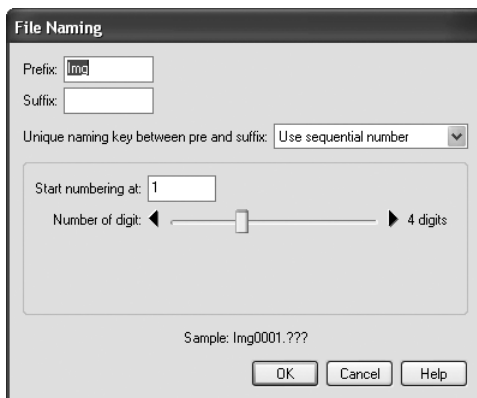 File Naming
Prefix: Img
Suffix:
Unique naming key between pre and suffix: Use sequential number
Start numbering at: 1
Number of digit: 4 digits
Sample: Img0001.???
OK Cancel Help